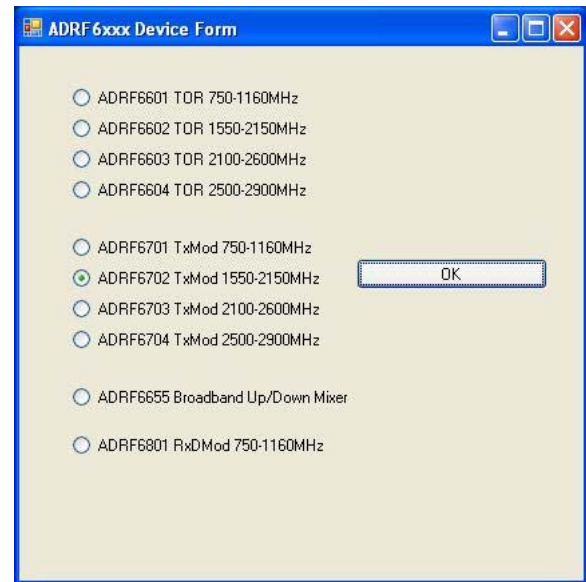 ADRF6xxx Device Form
ADRF6601 TOR 750-1160MHz
ADRF6602 TOR 1550-2150MHz
ADRF6603 TOR 2100-2600MHz
ADRF6604 TOR 2500-2900MHz
ADRF6701 TxMod 750-1160MHz
ADRF6702 TxMod 1550-2150MHz
OK
ADRF6703 TxMod 2100-2600MHz
ADRF6704 TxMod 2500-2900MHz
ADRF6655 Broadband Up/Down Mixer
ADRF6801 RxDMod 750-1160MHz